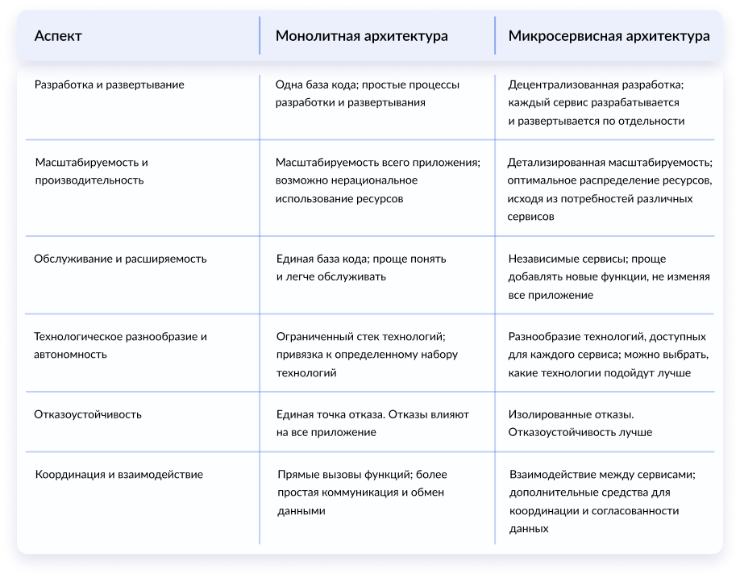 Аспект
Монолитная архитектура
Микросервисная архитектура
Разработка и развертывание
Одна база кода; простые процессы
разработки и развертывания
Децентрализованная разработка;
каждый сервис разрабатывается
и развертывается по отдельности
Масштабируемость и
производительность
Масштабируемость всего приложения;
возможно нерациональное
использование ресурсов
Детализированная масштабируемость;
оптимальное распределение ресурсов,
исходя из потребностей различных
сервисов
Обслуживание и расширяемость
Единая база кода; проще понять
и легче обслуживать
Независимые сервисы; проще
добавлять новые функции, не изменяя
все приложение
Технологическое разнообразие и
автономность
Ограниченный стек технологий;
привязка к определенному набору
технологий
Разнообразие технологий, доступных
для каждого сервиса; можно выбрать,
какие технологии подойдут лучше
Отказоустойчивость
Единая точка отказа. Отказы влияют
на все приложение
Изолированные отказы.
Отказоустойчивость лучше
Координация и взаимодействие
Прямые вызовы функций; более
простая коммуникация и обмен
данными
Взаимодействие между сервисами;
дополнительные средства для
координации и согласованности
данных